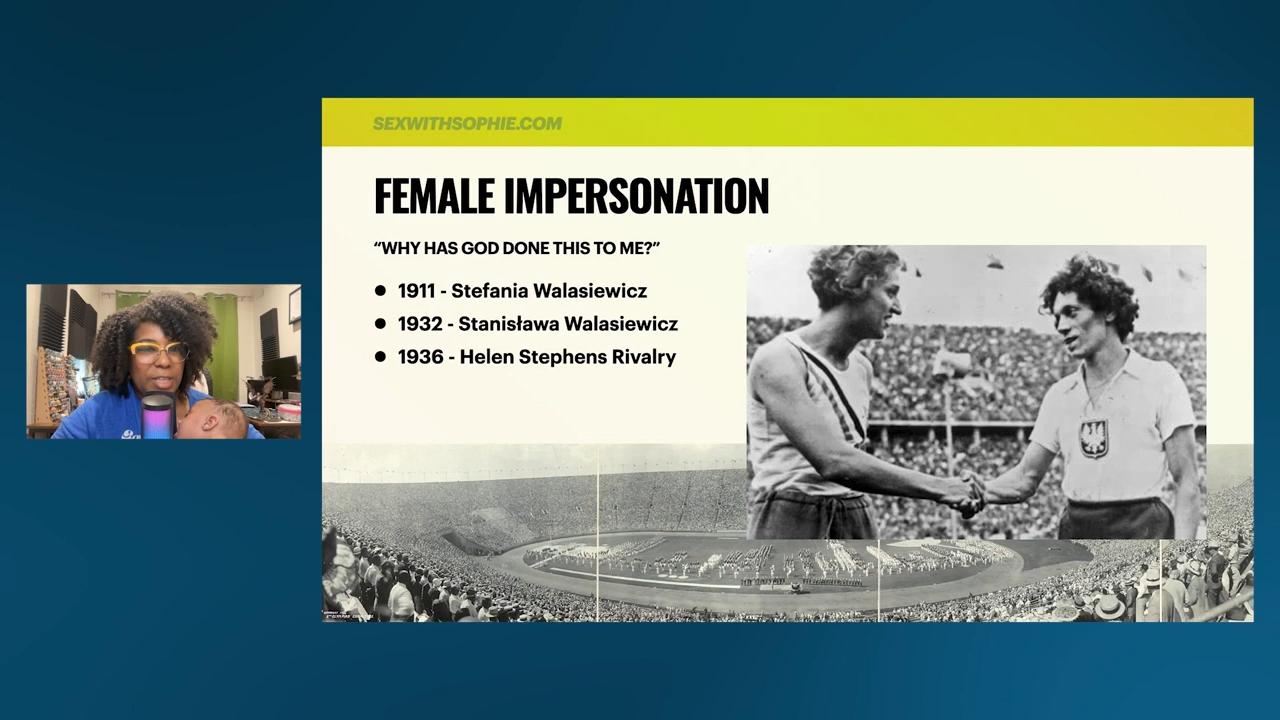 SEXWITHSOPHIE.COM
FEMALE IMPERSONATION
“WHY HAS GOD DONE THIS TO ME?”
● 1911 - Stefania Walasiewicz
● 1932 - Stanisława Walasiewicz
● 1936 - Helen Stephens Rivalry